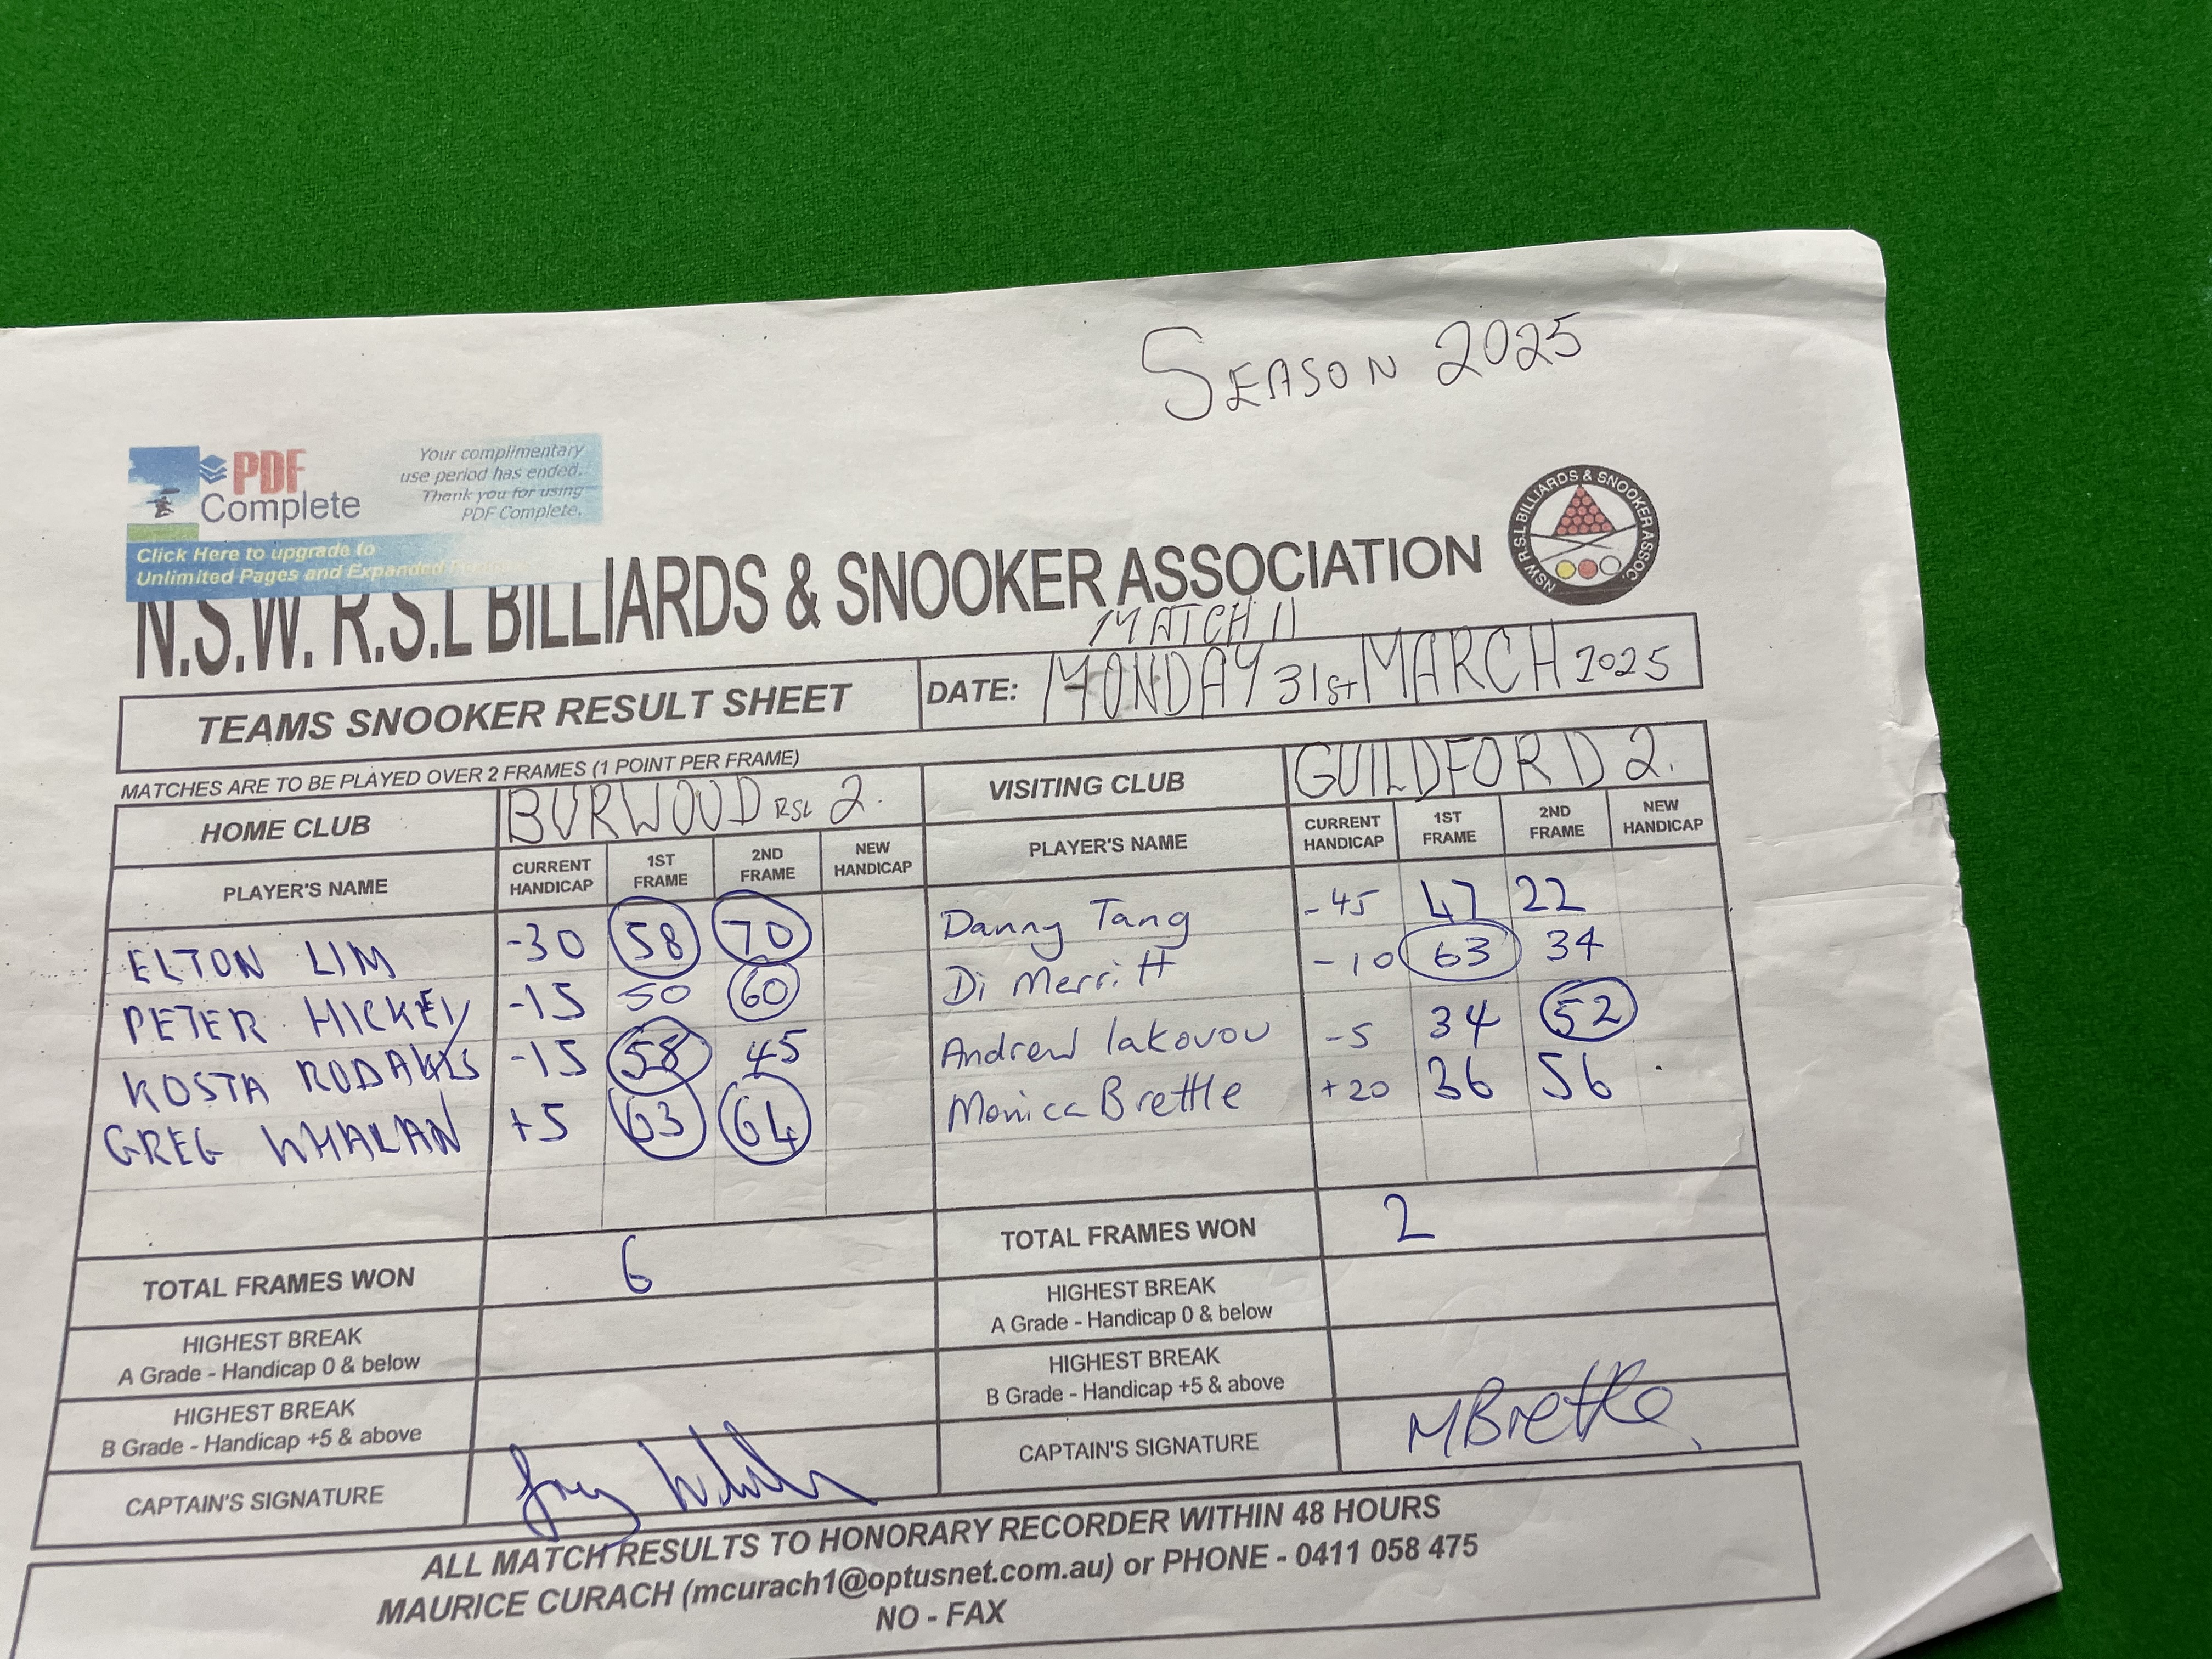 SEASON 2025
PDF Complete
Your complimentary
use period has ended.
Thank you for using
PDF Complete.
Click Here to upgrade to
Unlimited Pages and Expanded
NSW R.S.L BILLIARDS & SNOOKER ASSOC.
N.S.W. R.S.L BILLIARDS & SNOOKER ASSOCIATION
MATCH 11
TEAMS SNOOKER RESULT SHEET DATE: MONDAY 31st MARCH 2025
MATCHES ARE TO BE PLAYED OVER 2 FRAMES (1 POINT PER FRAME)
HOME CLUB BURWOOD RSL 2. VISITING CLUB GUILDFORD 2.
PLAYER'S NAME CURRENT HANDICAP 1ST FRAME 2ND FRAME NEW HANDICAP PLAYER'S NAME CURRENT HANDICAP 1ST FRAME 2ND FRAME NEW HANDICAP
ELTON LIM -30 58 70 Danny Tang -45 47 22
PETER HICKEY -15 50 60 Di Merritt -10 63 34
KOSTA RODAKIS -15 58 45 Andrew Iakovou -5 34 52
GREG WHALAN +5 63 64 Monica Brettle +20 36 56
TOTAL FRAMES WON 6 TOTAL FRAMES WON 2
HIGHEST BREAK
A Grade - Handicap 0 & below
HIGHEST BREAK
A Grade - Handicap 0 & below
HIGHEST BREAK
B Grade - Handicap +5 & above
HIGHEST BREAK
B Grade - Handicap +5 & above
CAPTAIN'S SIGNATURE CAPTAIN'S SIGNATURE MBrettle
ALL MATCH RESULTS TO HONORARY RECORDER WITHIN 48 HOURS
MAURICE CURACH (mcurach1@optusnet.com.au) or PHONE - 0411 058 475
NO - FAX